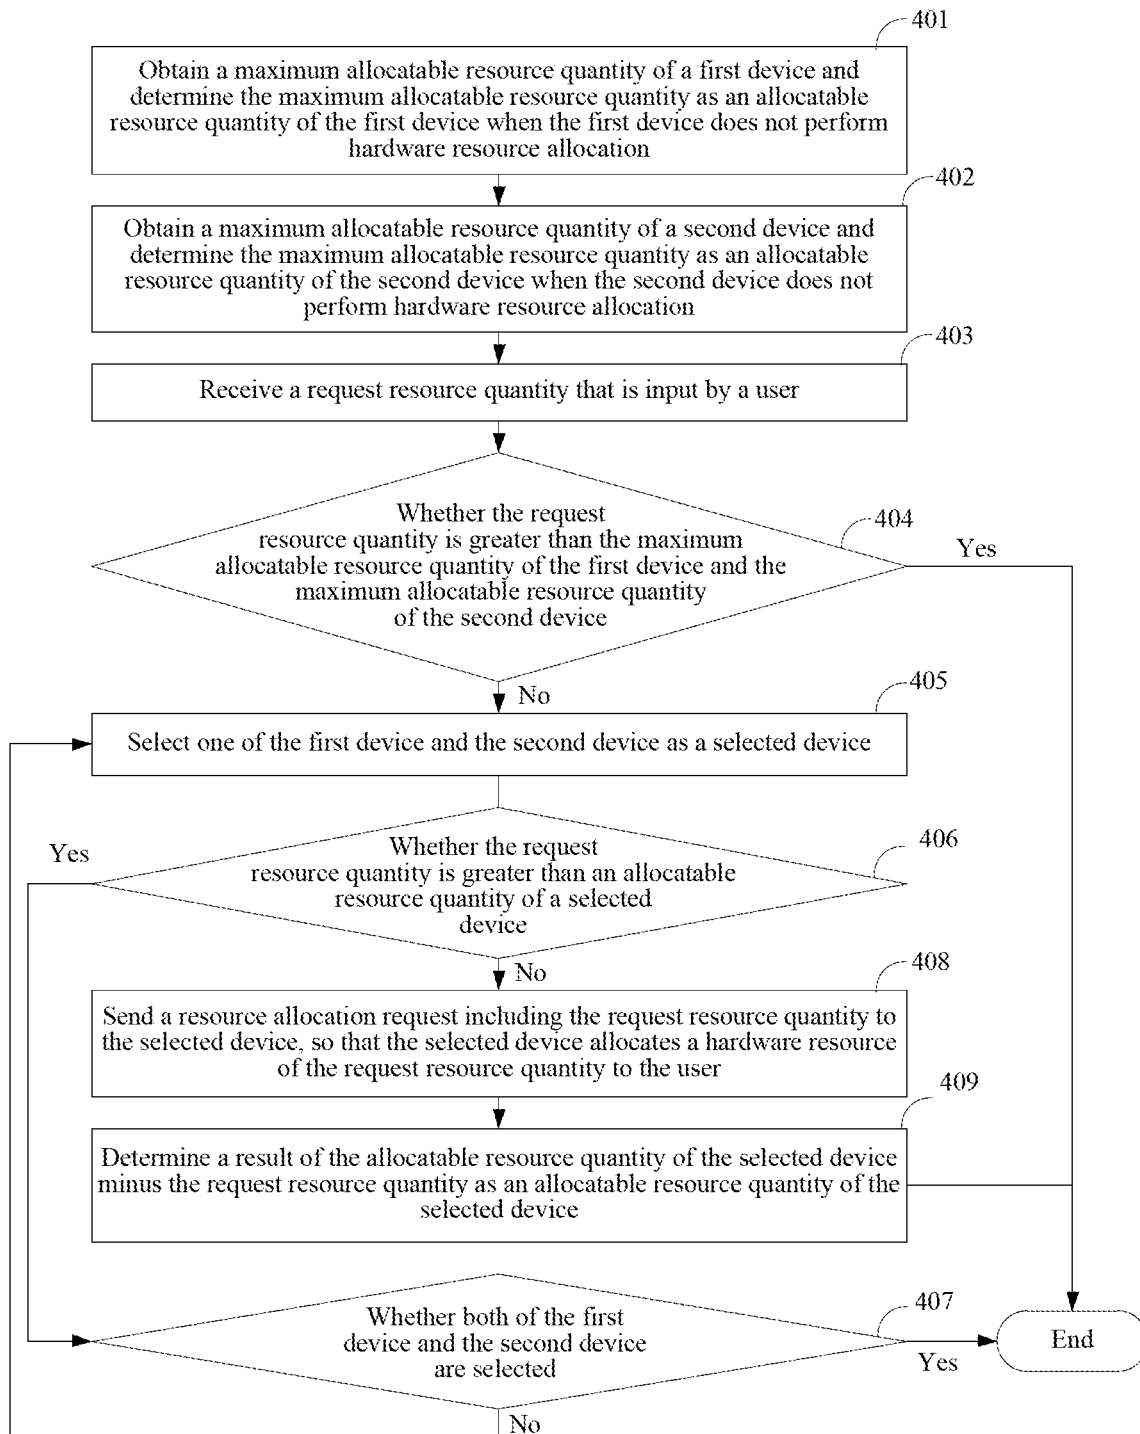 401
Obtain a maximum allocatable resource quantity of a first device and
determine the maximum allocatable resource quantity as an allocatable
resource quantity of the first device when the first device does not perform
hardware resource allocation
402
Obtain a maximum allocatable resource quantity of a second device and
determine the maximum allocatable resource quantity as an allocatable
resource quantity of the second device when the second device does not
perform hardware resource allocation
403
Receive a request resource quantity that is input by a user
Whether the request
resource quantity is greater than the maximum
allocatable resource quantity of the first device and the
maximum allocatable resource quantity
of the second device
404
Yes
No
405
Select one of the first device and the second device as a selected device
Yes
Whether the request
resource quantity is greater than an allocatable
resource quantity of a selected
device
406
No
408
Send a resource allocation request including the request resource quantity to
the selected device, so that the selected device allocates a hardware resource
of the request resource quantity to the user
409
Determine a result of the allocatable resource quantity of the selected device
minus the request resource quantity as an allocatable resource quantity of the
selected device
Whether both of the first
device and the second device
are selected
407
Yes
End
No